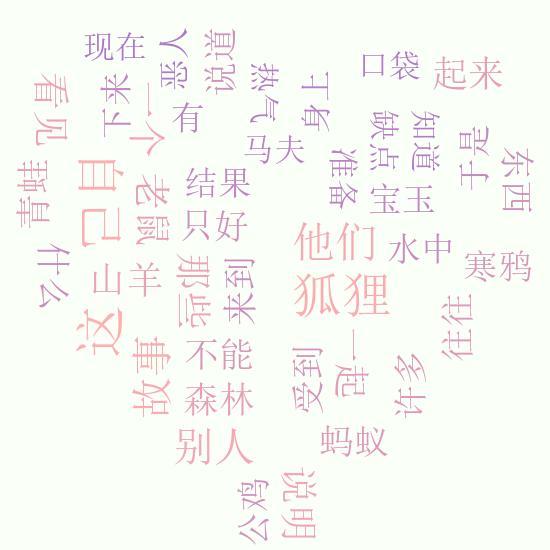 现在
恶人
说道
口袋
起来
看见
下来
一个
有
热气
身上
马夫
缺点
知道
于是
东西
青蛙
自己
老鼠
结果
只好
准备
宝玉
他们
水中
寒鸦
什么
山羊
那些
来到
狐狸
这
故事
不能
森林
受到
一起
许多
往往
别人
蚂蚁
公鸡
说明